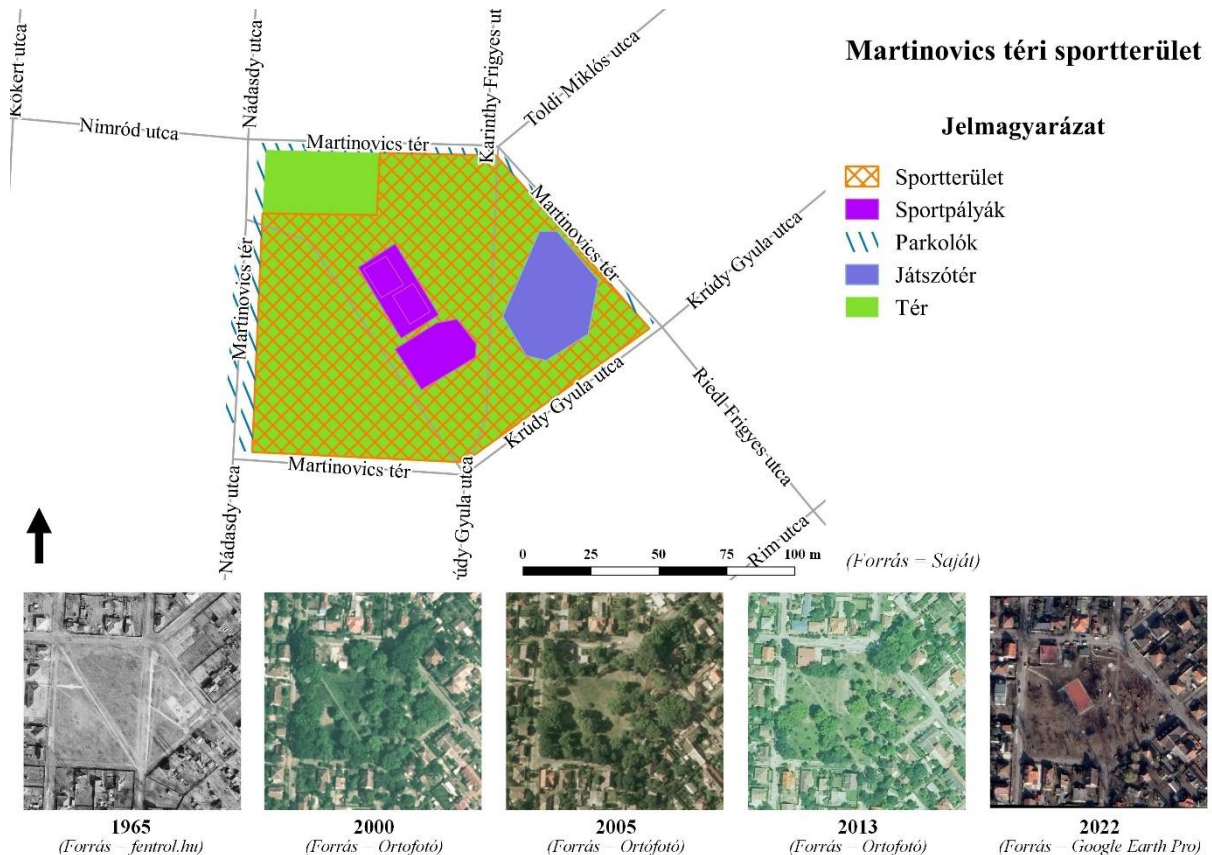 Martinovics téri sportterület
Jelmagyarázat
Sportterület
Sportpályák
Parkolók
Játszótér
Tér
Kőkert utca
Nádasdy utca
Karinthy Frigyes ut
Toldi Miklós utca
Nimród utca
Martinovics tér
Martinovics tér
Krúdy Gyula utca
Martinovics tér
Krúdy Gyula utca
Riedl Frigyes utca
Martinovics tér
Nádasdy utca
údy Gyula utca
Rim utca
0 25 50 75 100 m
(Forrás = Saját)
1965 2000 2005 2013 2022
(Forrás – fentrol.hu) (Forrás – Ortofotó) (Forrás – Ortófotó) (Forrás – Ortofotó) (Forrás – Google Earth Pro)